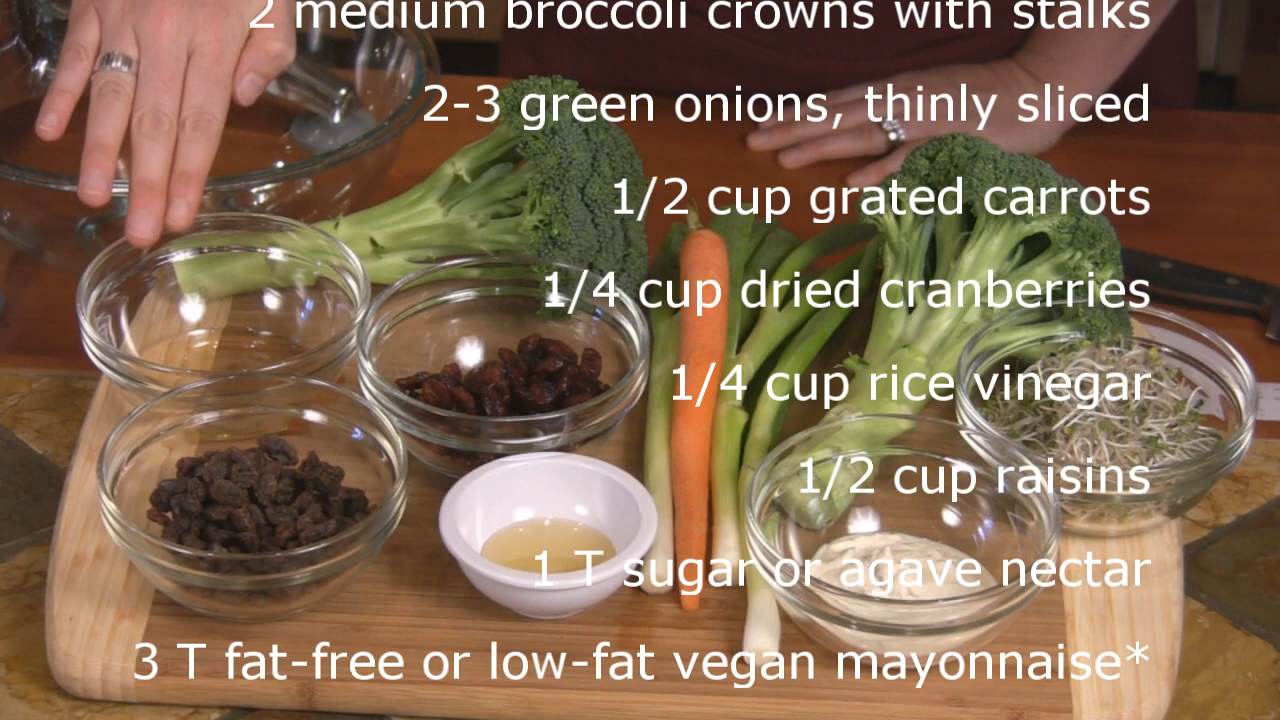 2 medium broccoli crowns with stalks
2-3 green onions, thinly sliced
1/2 cup grated carrots
1/4 cup dried cranberries
1/4 cup rice vinegar
1/2 cup raisins
1 T sugar or agave nectar
3 T fat-free or low-fat vegan mayonnaise*